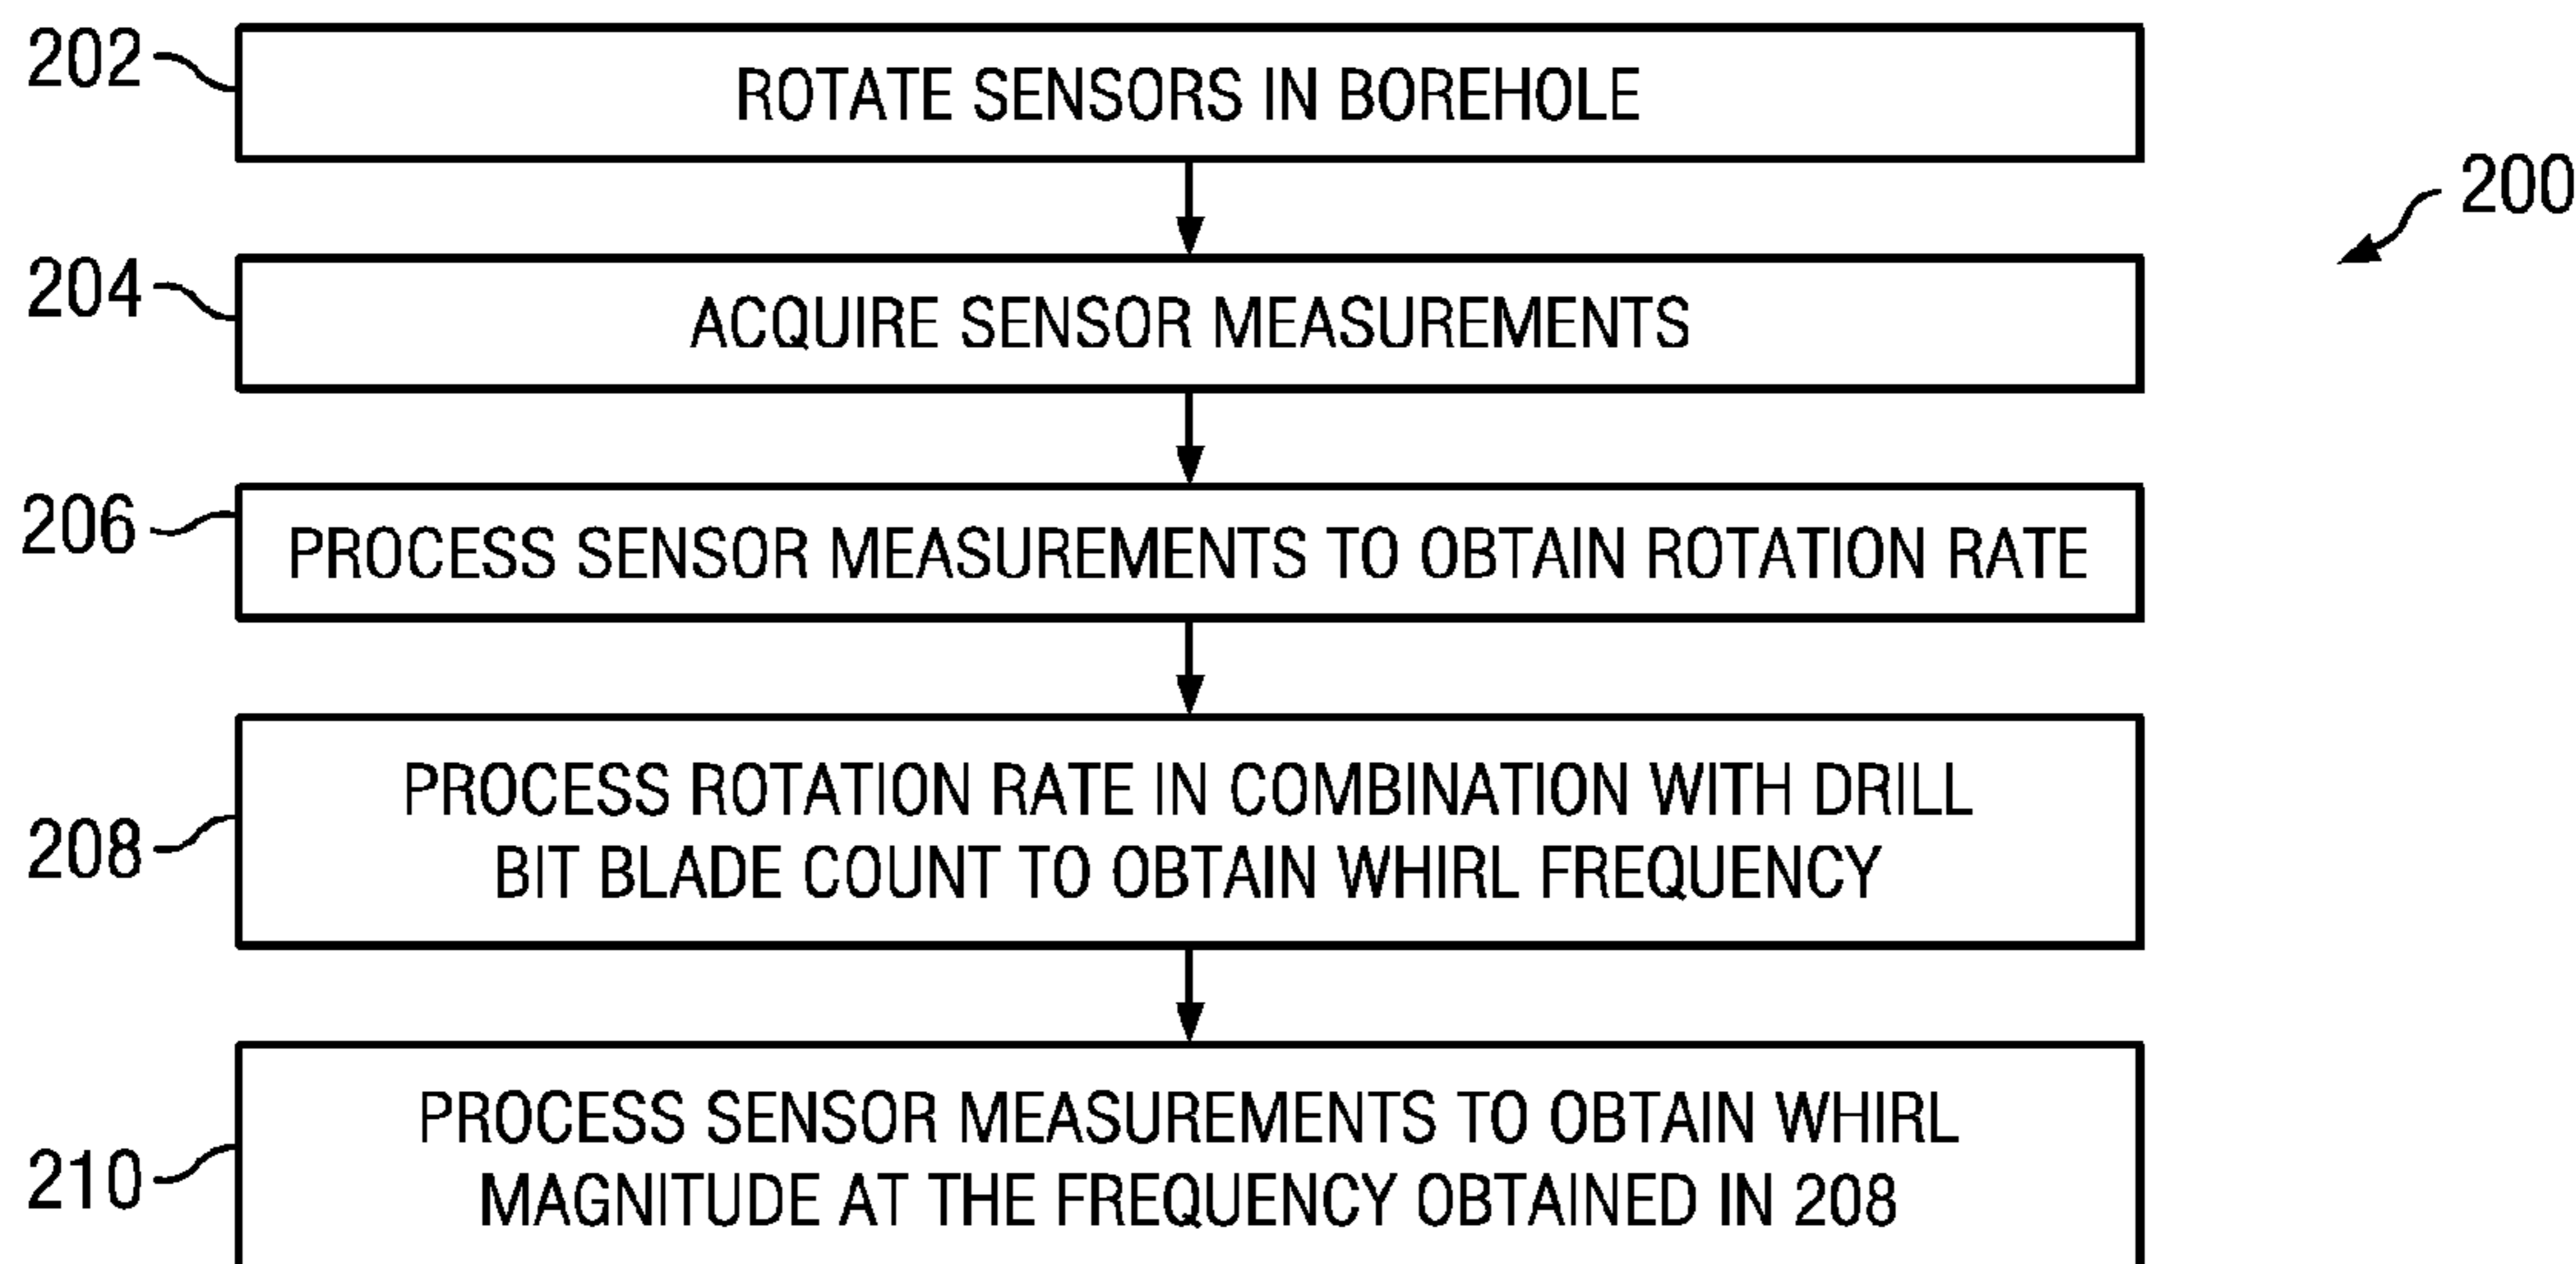 202
ROTATE SENSORS IN BOREHOLE
200
204
ACQUIRE SENSOR MEASUREMENTS
206
PROCESS SENSOR MEASUREMENTS TO OBTAIN ROTATION RATE
208
PROCESS ROTATION RATE IN COMBINATION WITH DRILL
BIT BLADE COUNT TO OBTAIN WHIRL FREQUENCY
210
PROCESS SENSOR MEASUREMENTS TO OBTAIN WHIRL
MAGNITUDE AT THE FREQUENCY OBTAINED IN 208